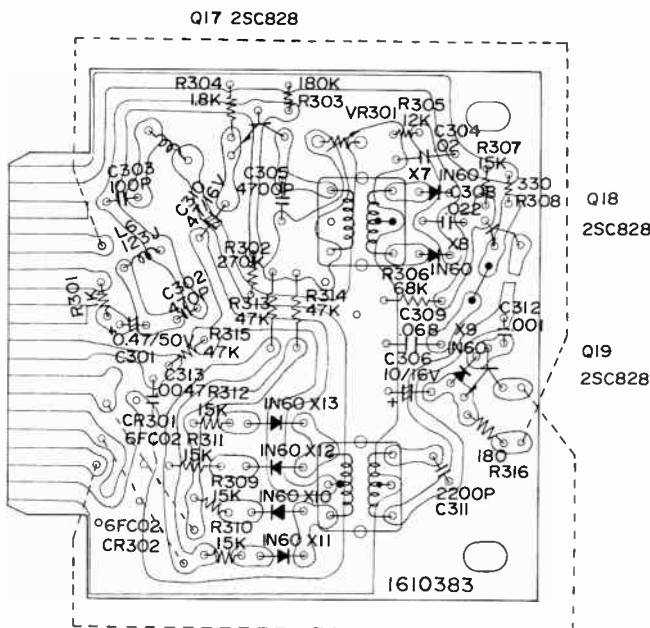 Q17 2SC828
R304
1.8K
180K
R303
VR301
R305
12K
C304
.02
R307
15K
C303
100P
C310
47/16V
C305
4700P
X7
IN60
C308
.022
330
R308
Q18
2SC828
L633
12J
R302
270K
X8
IN60
R301
1K
C302
470P
R313
47K
R314
47K
R306
68K
C309
.068
X9
IN60
C312
.001
0.47/50V
C301
R315
47K
C306
10/16V
Q19
2SC828
C313
.0047
R312
15K
IN60 X13
CR301
6FC02
R311
15K
IN60 X12
180
R316
R309
15K
IN60 X10
2200P
C311
6FC02
CR302
R310
15K
IN60 X11
1610383